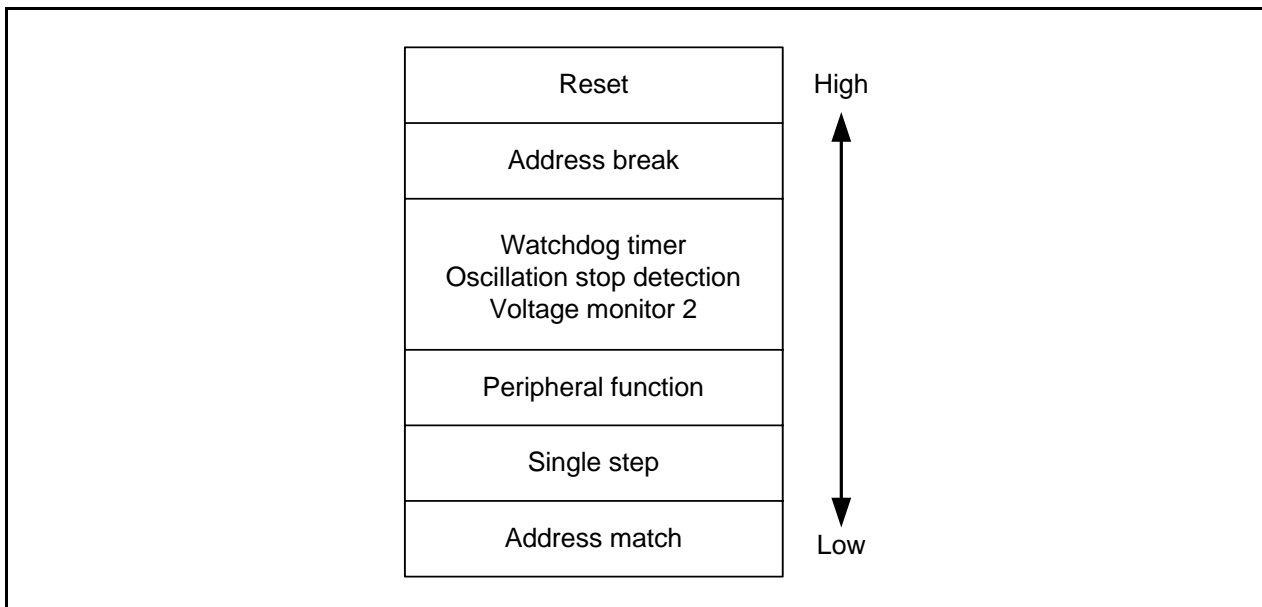 Reset
High
Address break
Watchdog timer
Oscillation stop detection
Voltage monitor 2
Peripheral function
Single step
Address match
Low